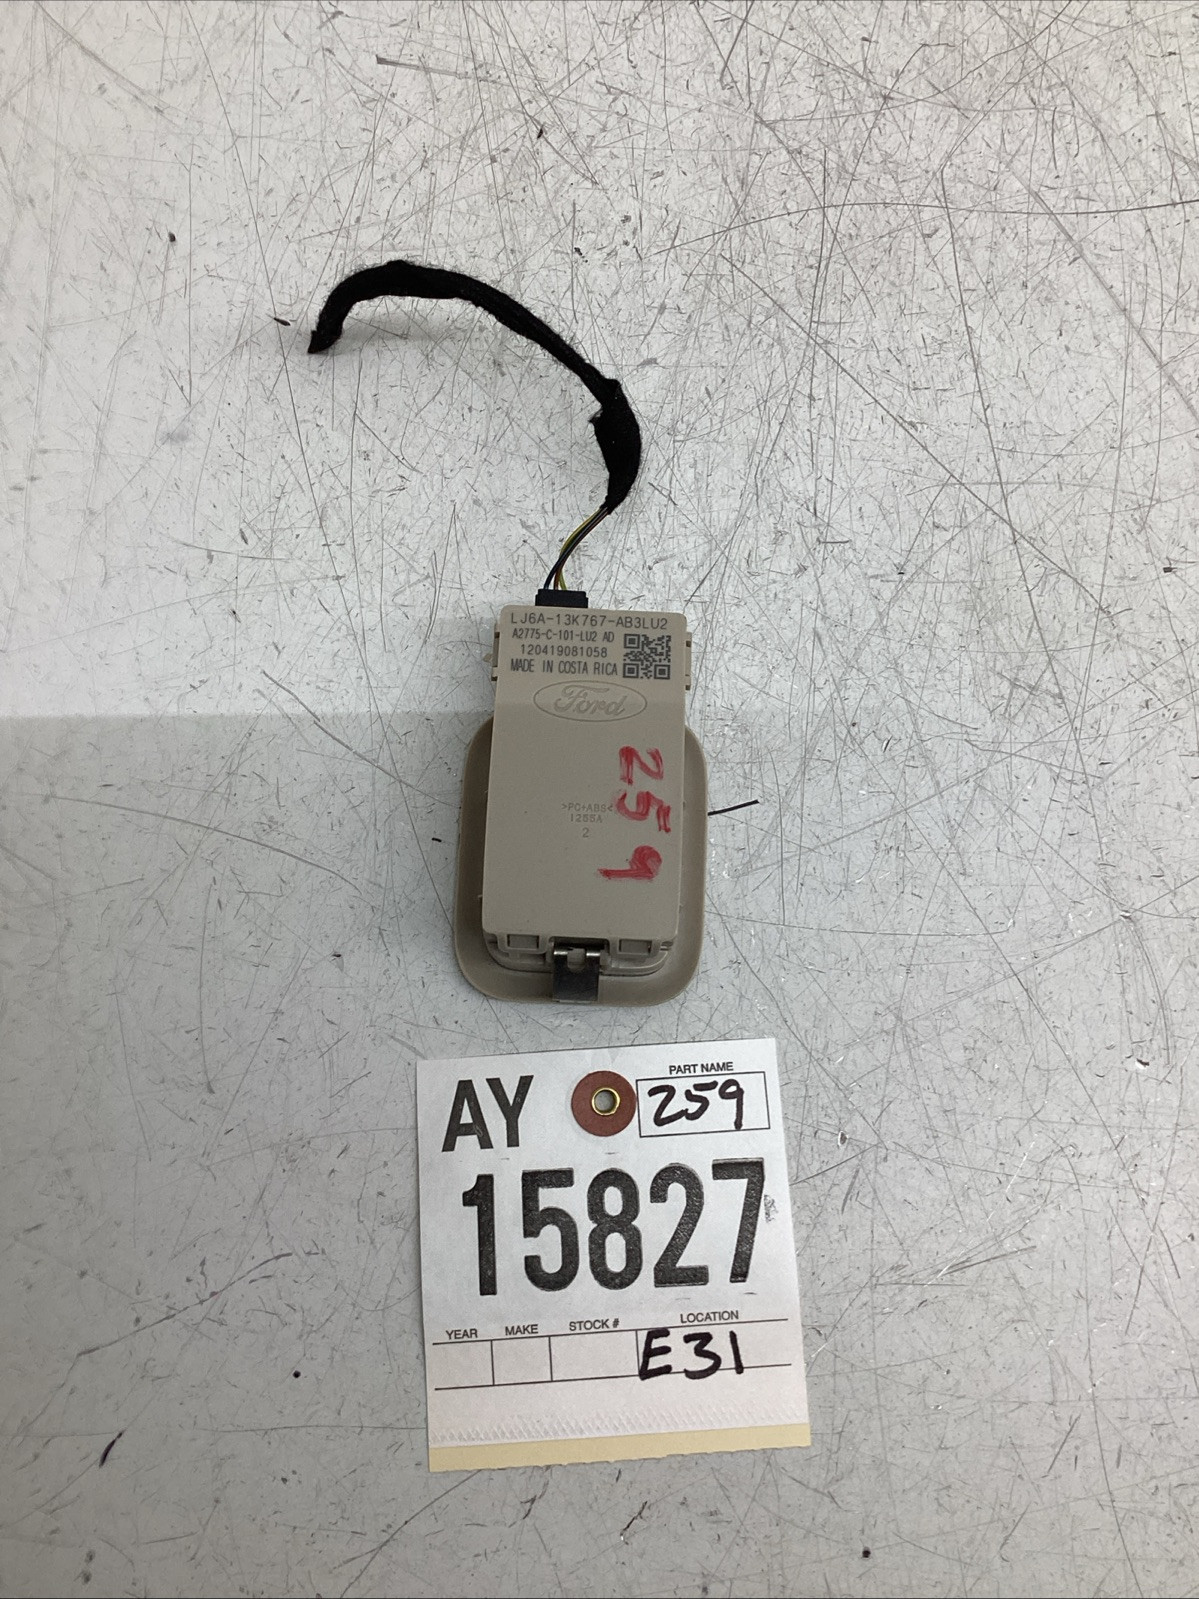 LJ6A-13K767-AB3LU2
A2775-C-101-LU2 AD
120419081058
MADE IN COSTA RICA
Ford
259
>PC+ABS<
1255A
2
AY
PART NAME
259
15827
YEAR MAKE STOCK # LOCATION
E31